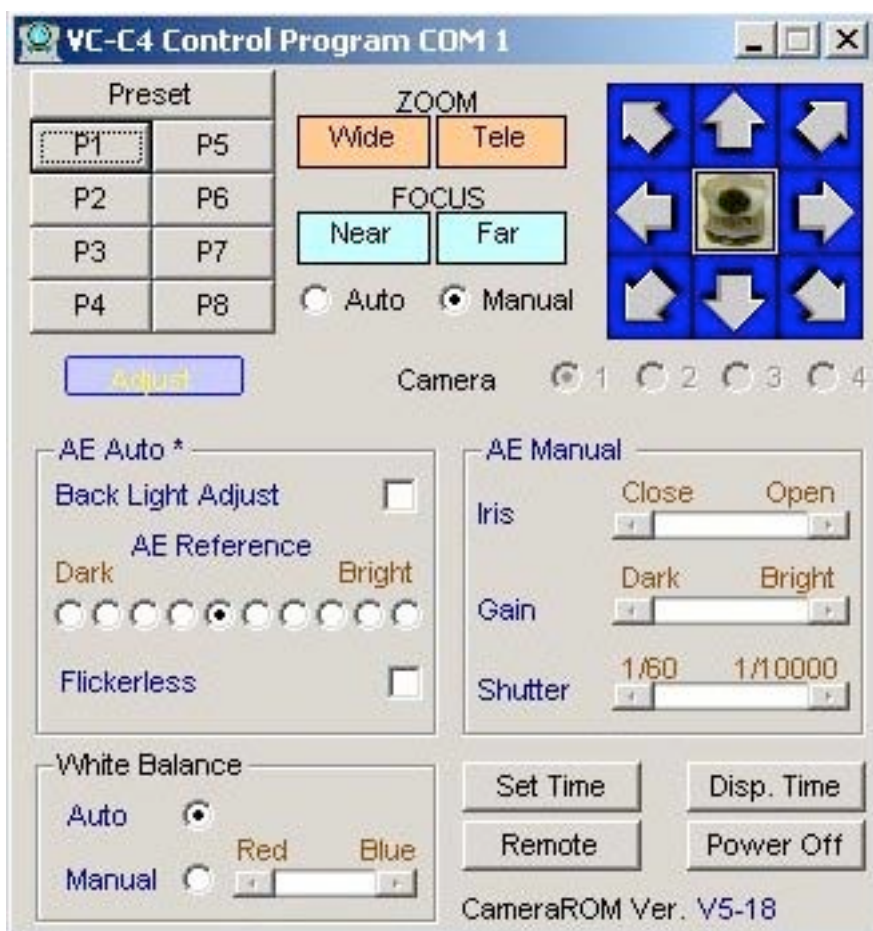 VC-C4 Control Program COM 1
Preset
P1 P5
P2 P6
P3 P7
P4 P8
ZOOM
Wide Tele
FOCUS
Near Far
Auto Manual
Adjust
Camera 1 2 3 4
AE Auto *
Back Light Adjust
AE Reference
Dark Bright
Flickerless
AE Manual
Close Open
Iris
Dark Bright
Gain
1/60 1/10000
Shutter
White Balance
Auto
Red Blue
Manual
Set Time Disp. Time
Remote Power Off
CameraROM Ver. V5-18